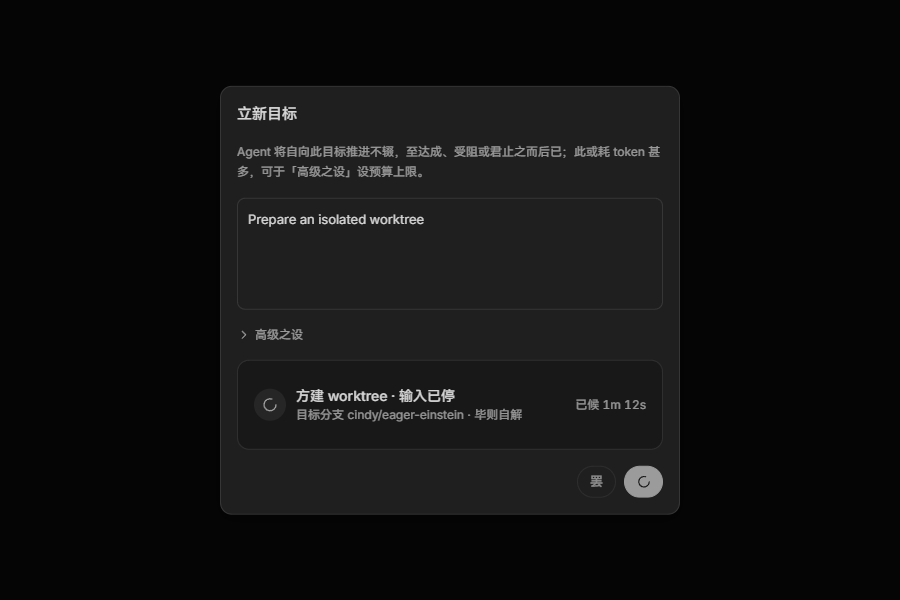 立新目标
Agent 将自向此目标推进不辍，至达成、受阻或君止之而后已；此或耗 token 甚
多，可于「高级之设」设预算上限。
Prepare an isolated worktree
高级之设
方建 worktree · 输入已停
目标分支 cindy/eager-einstein · 毕则自解
已候 1m 12s
罢